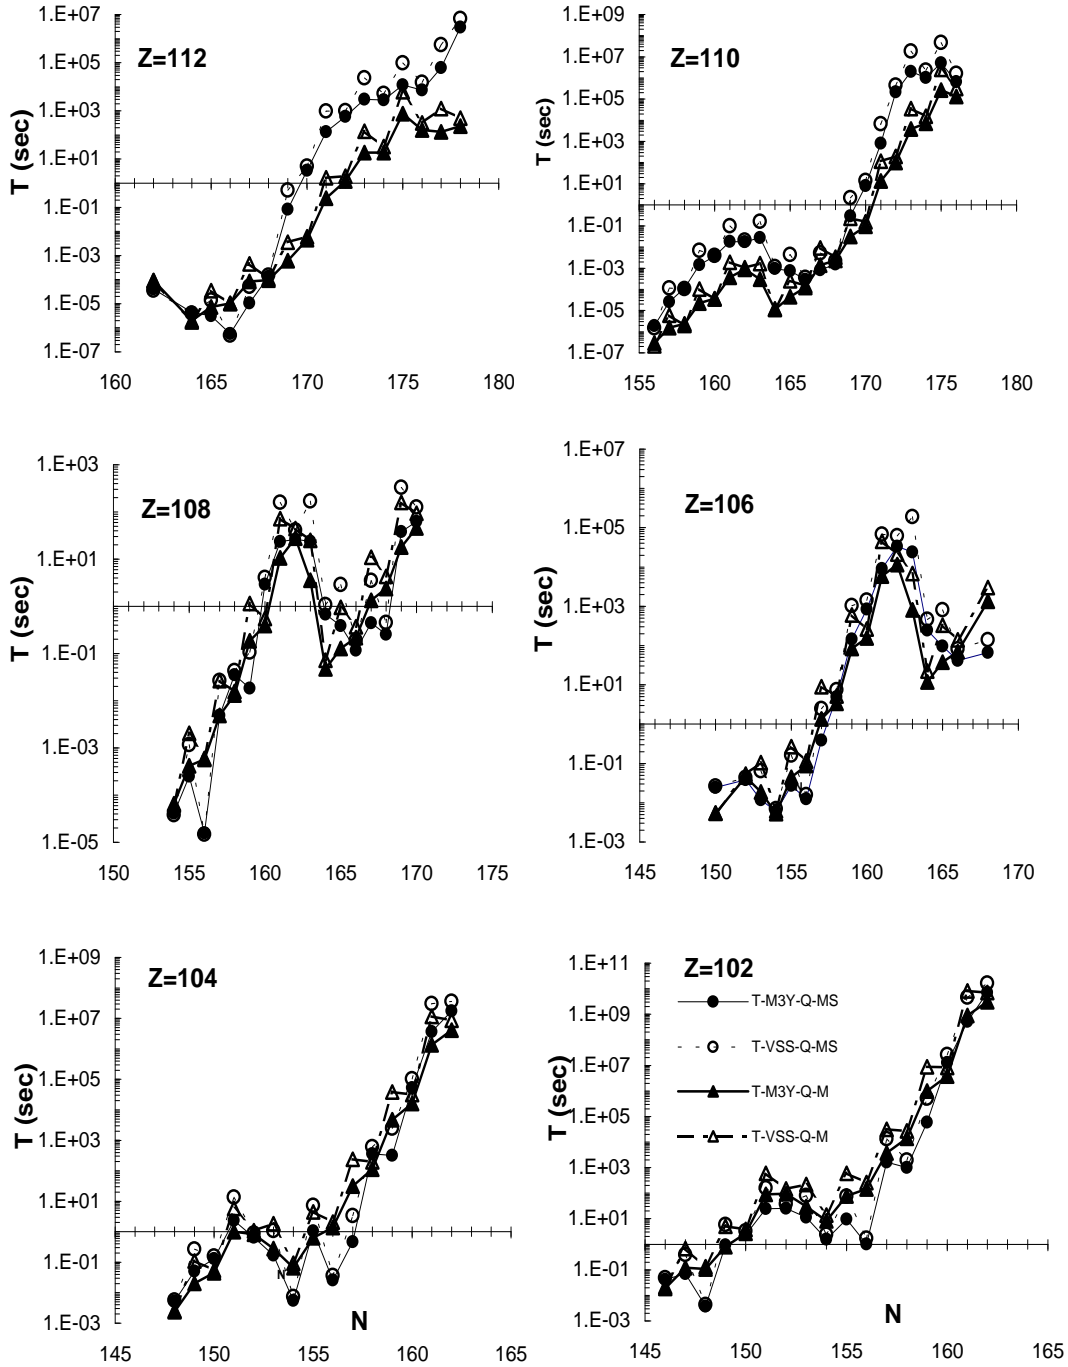 Z=112
T (sec)
1.E+07
1.E+05
1.E+03
1.E+01
1.E-01
1.E-03
1.E-05
1.E-07
160 165 170 175 180
Z=110
T (sec)
1.E+09
1.E+07
1.E+05
1.E+03
1.E+01
1.E-01
1.E-03
1.E-05
1.E-07
155 160 165 170 175 180
Z=108
T (sec)
1.E+03
1.E+01
1.E-01
1.E-03
1.E-05
150 155 160 165 170 175
Z=106
T (sec)
1.E+07
1.E+05
1.E+03
1.E+01
1.E-01
1.E-03
145 150 155 160 165 170
Z=104
T (sec)
1.E+09
1.E+07
1.E+05
1.E+03
1.E+01
1.E-01
1.E-03
N
N
145 150 155 160 165
Z=102
T (sec)
1.E+11
1.E+09
1.E+07
1.E+05
1.E+03
1.E+01
1.E-01
1.E-03
T-M3Y-Q-MS
T-VSS-Q-MS
T-M3Y-Q-M
T-VSS-Q-M
N
145 150 155 160 165